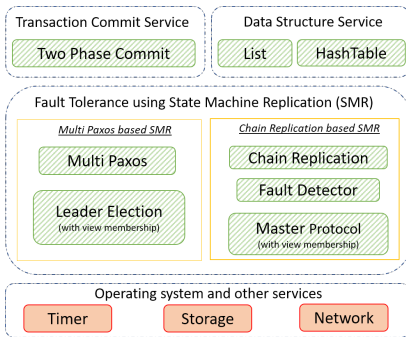 Transaction Commit Service
Two Phase Commit
Data Structure Service
List
HashTable
Fault Tolerance using State Machine Replication (SMR)
Multi Paxos based SMR
Multi Paxos
Leader Election
(with view membership)
Chain Replication based SMR
Chain Replication
Fault Detector
Master Protocol
(with view membership)
Operating system and other services
Timer
Storage
Network